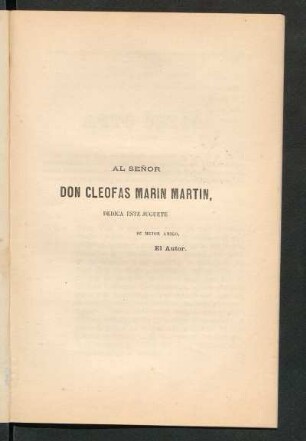 AL SEÑOR
DON CLEOFAS MARIN MARTIN,
DEDICA ESTE JUGUETE
SU MEJOR AMIGO,
El Autor.